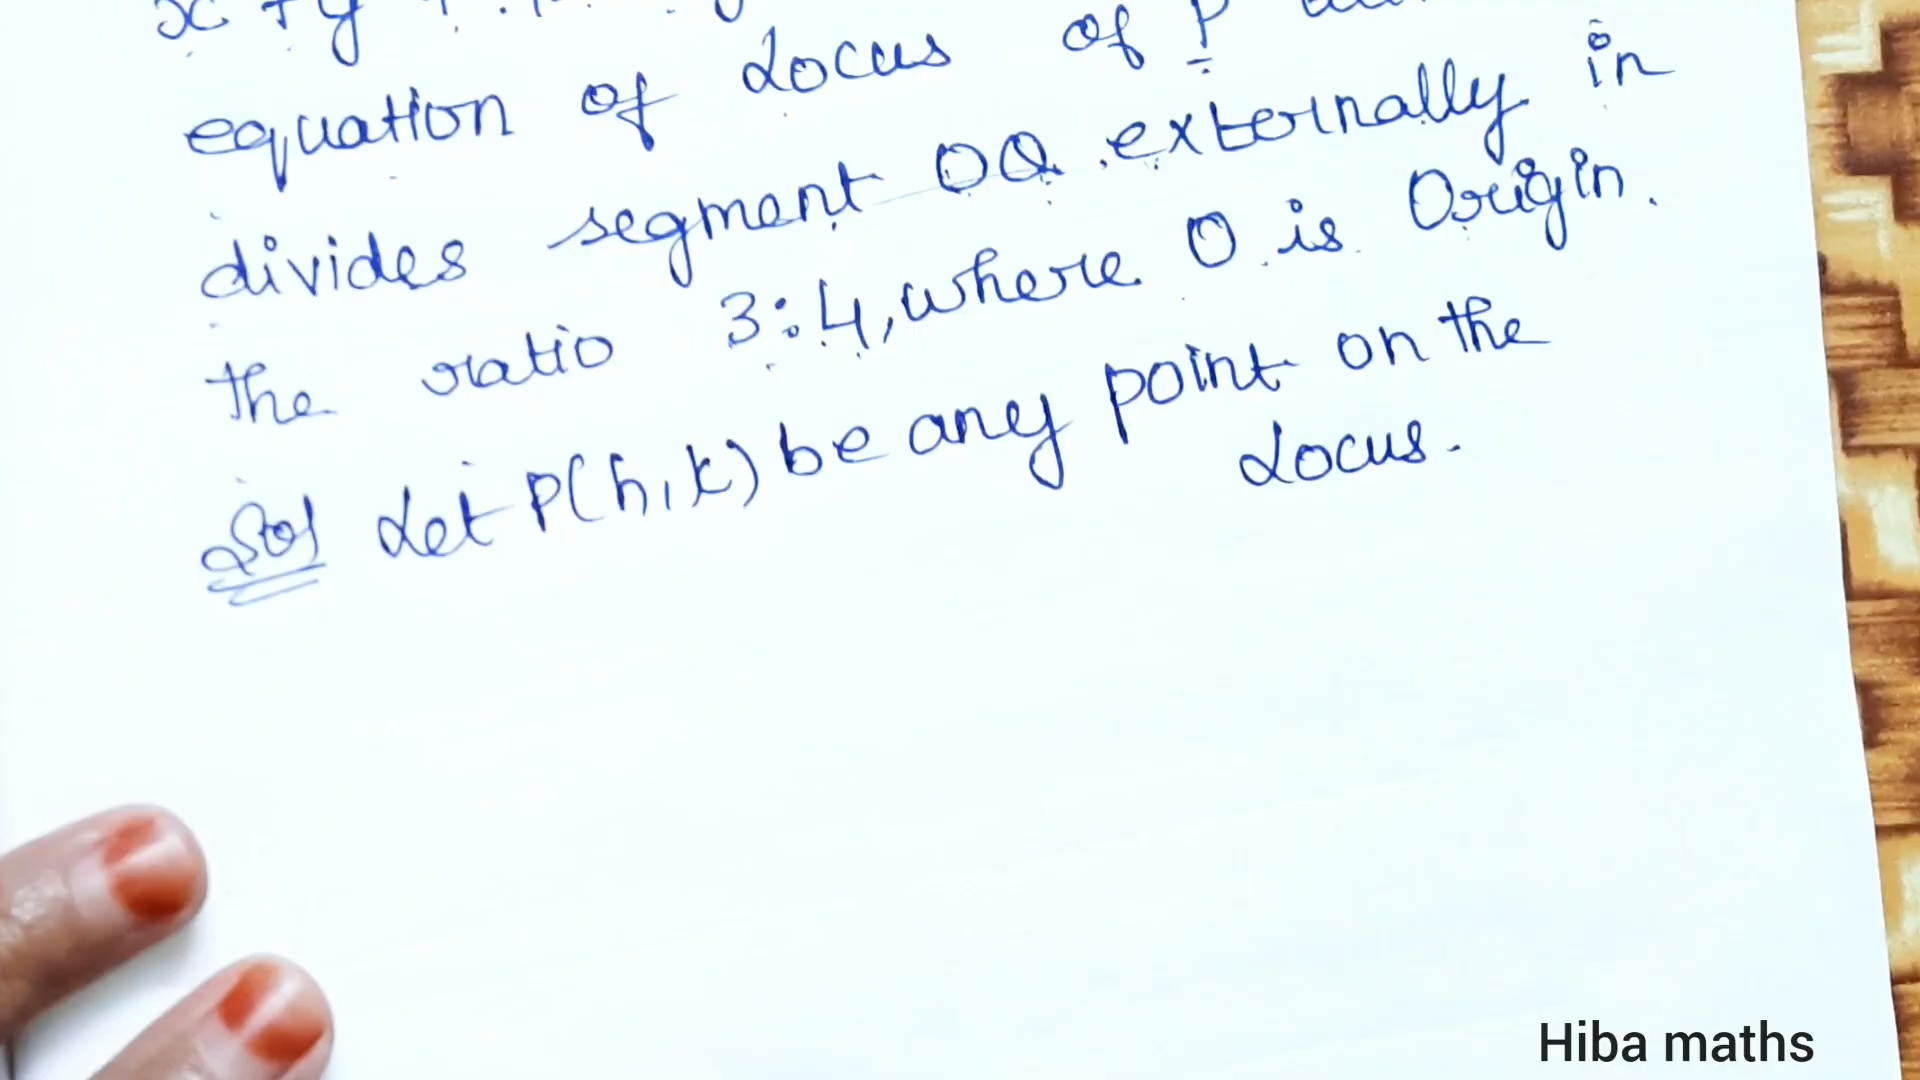 equation of Locus of P
divides segment OQ externally in
the ratio 3:4, where O is Origin.
Sol Let P(h,k) be any point on the
Locus.
Hiba maths